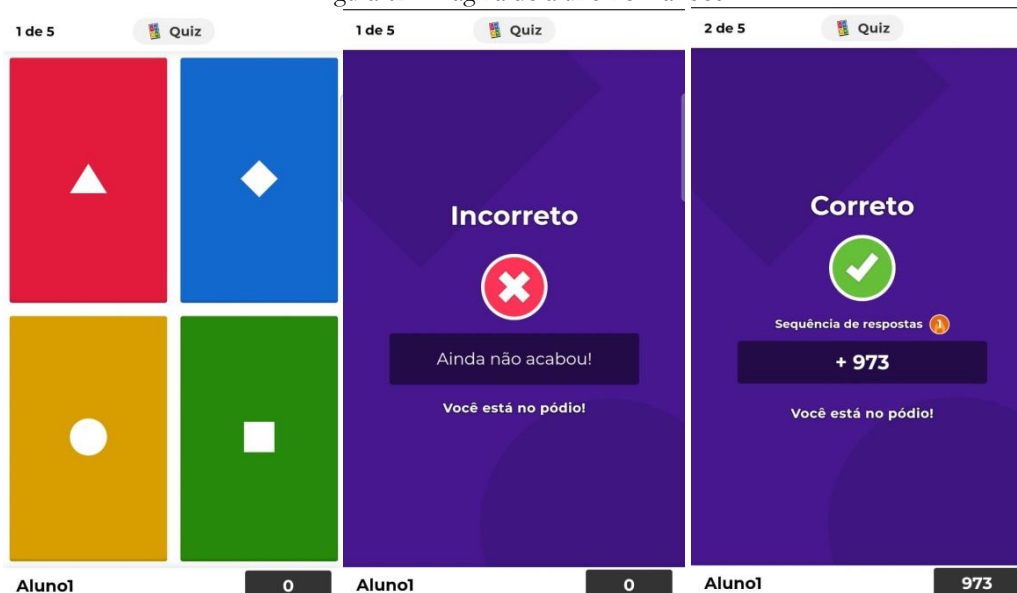 1 de 5
Quiz
Aluno1
0
1 de 5
Quiz
Incorreto
Ainda não acabou!
Você está no pódio!
Aluno1
0
2 de 5
Quiz
Correto
Sequência de respostas 1
+ 973
Você está no pódio!
Aluno1
973